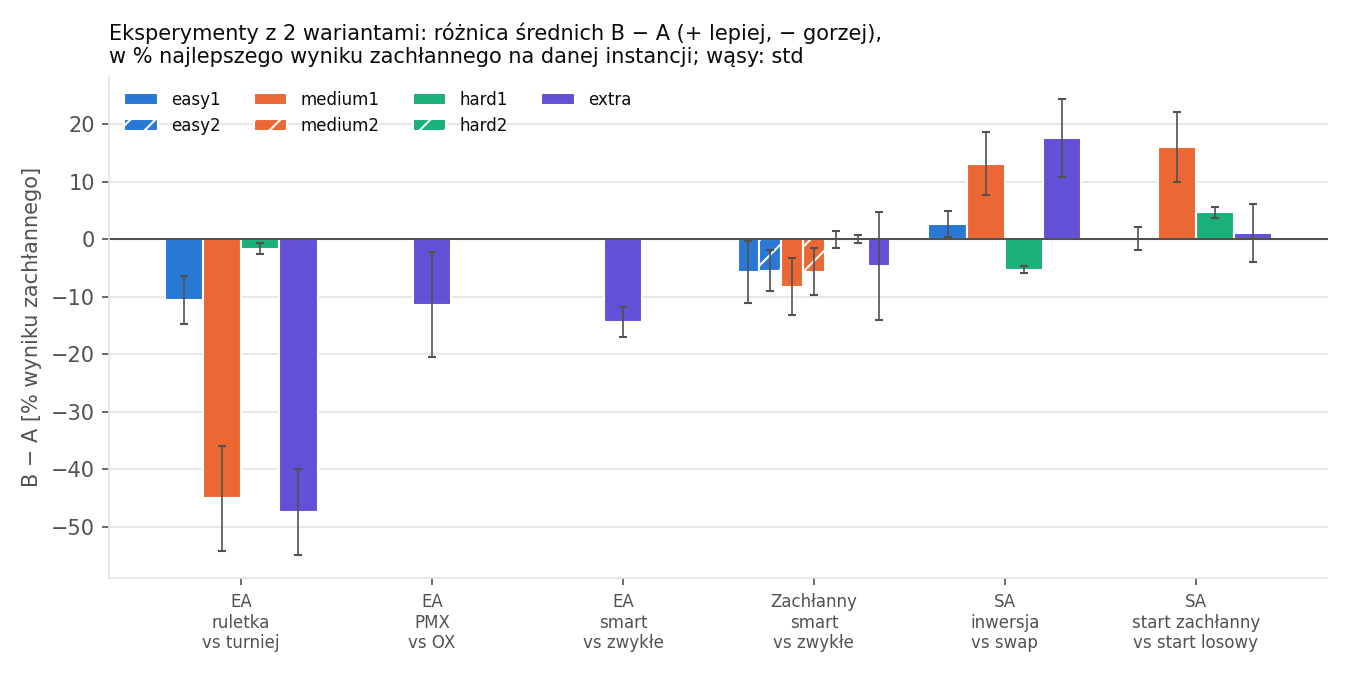 Eksperymenty z 2 wariantami: różnica średnich B − A (+ lepiej, − gorzej),
w % najlepszego wyniku zachłannego na danej instancji; wąsy: std
easy1 medium1 hard1 extra
easy2 medium2 hard2
B − A [% wyniku zachłannego]
20
10
0
−10
−20
−30
−40
−50
EA
ruletka
vs turniej
EA
PMX
vs OX
EA
smart
vs zwykłe
Zachłanny
smart
vs zwykłe
SA
inwersja
vs swap
SA
start zachłanny
vs start losowy